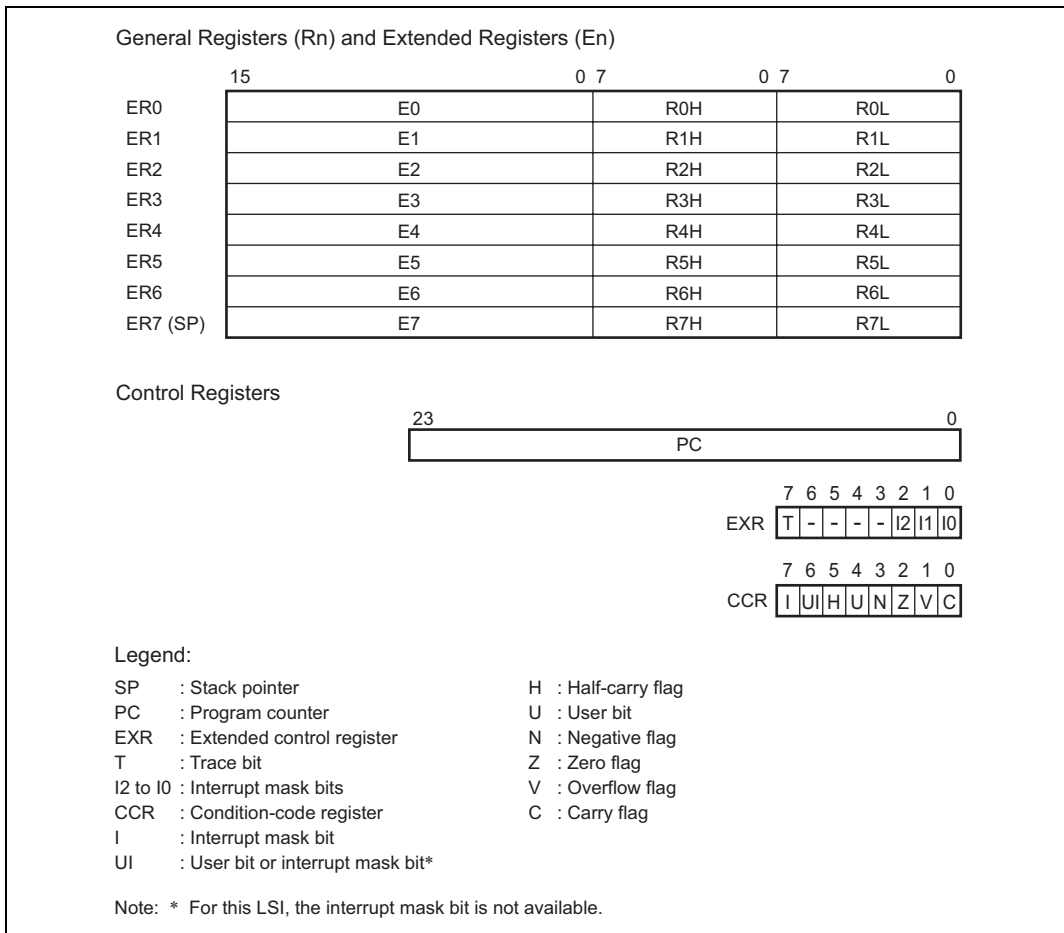 General Registers (Rn) and Extended Registers (En)
15 0 7 0 7 0
ER0 E0 R0H R0L
ER1 E1 R1H R1L
ER2 E2 R2H R2L
ER3 E3 R3H R3L
ER4 E4 R4H R4L
ER5 E5 R5H R5L
ER6 E6 R6H R6L
ER7 (SP) E7 R7H R7L
Control Registers
23 0
PC
7 6 5 4 3 2 1 0
EXR T - - - - I2 I1 I0
7 6 5 4 3 2 1 0
CCR I UI H U N Z V C
Legend:
SP : Stack pointer
PC : Program counter
EXR : Extended control register
T : Trace bit
I2 to I0 : Interrupt mask bits
CCR : Condition-code register
I : Interrupt mask bit
UI : User bit or interrupt mask bit*
H : Half-carry flag
U : User bit
N : Negative flag
Z : Zero flag
V : Overflow flag
C : Carry flag
Note: * For this LSI, the interrupt mask bit is not available.